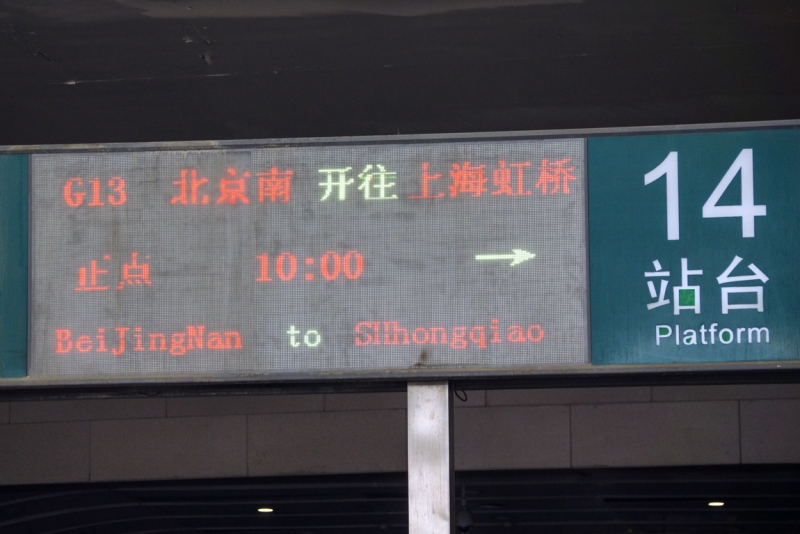 G13 北京南 开往 上海虹桥
正点 10:00 →
BeiJingNan to SHhongqiao
14
站台
Platform